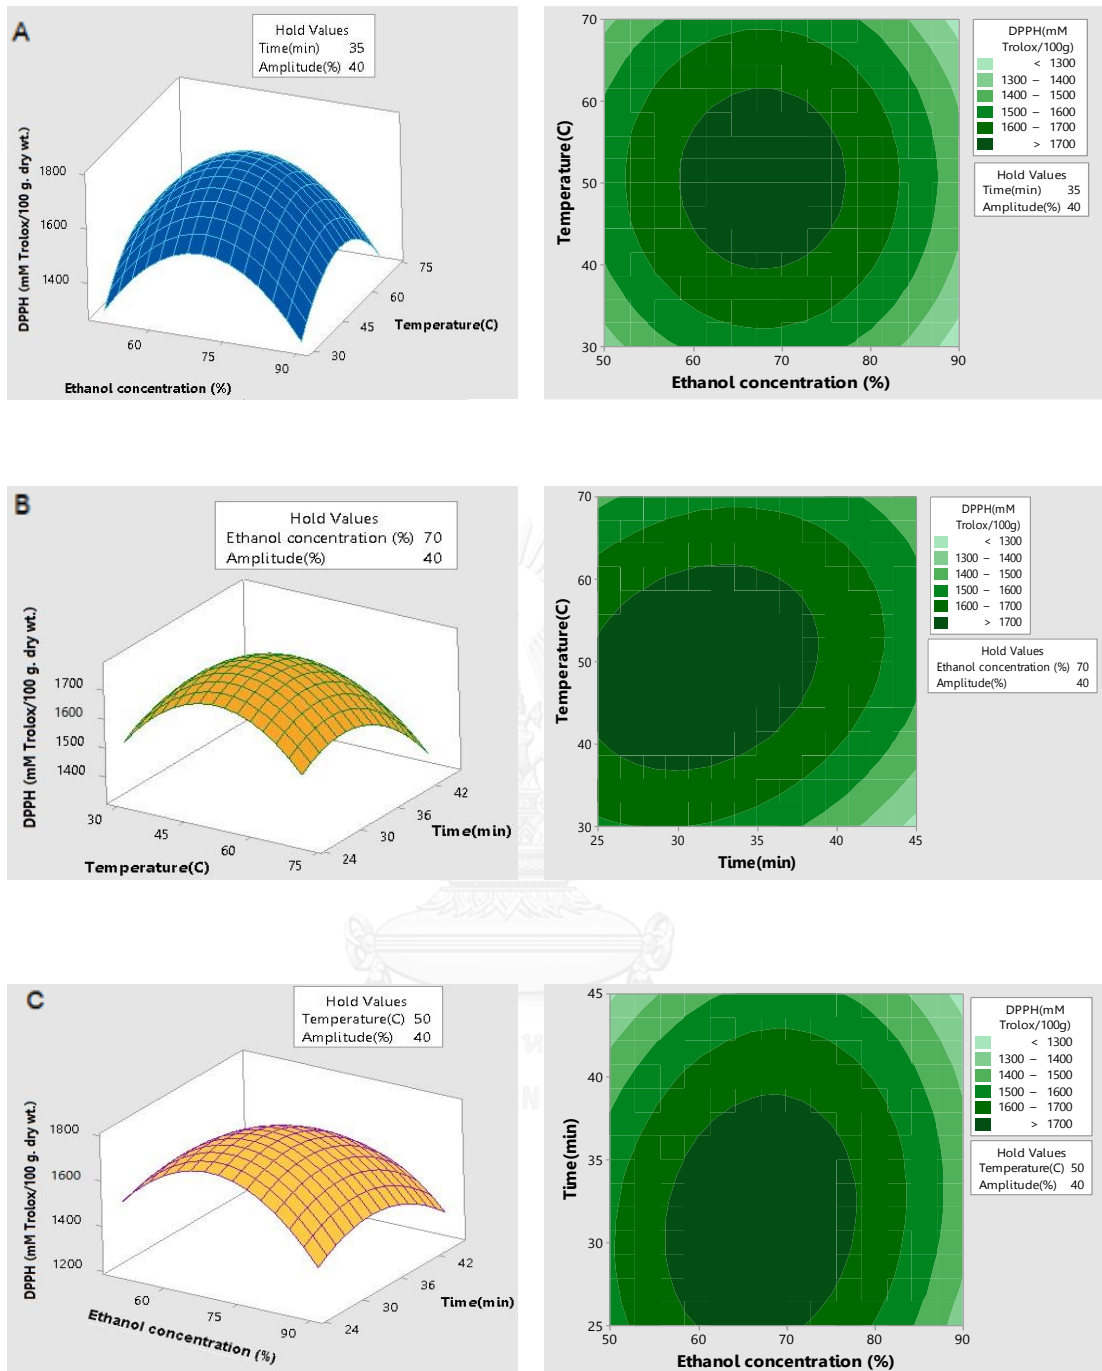 A
Hold Values
Time(min) 35
Amplitude(%) 40
DPPH (mM Trolox/100 g. dry wt.)
1800
1600
1400
60
75
90
Ethanol concentration (%)
30
45
60
75
Temperature(C)
70
60
50
40
30
Temperature(C)
50 60 70 80 90
Ethanol concentration (%)
DPPH(mM
Trolox/100g)
< 1300
1300 – 1400
1400 – 1500
1500 – 1600
1600 – 1700
> 1700
Hold Values
Time(min) 35
Amplitude(%) 40
B
Hold Values
Ethanol concentration (%) 70
Amplitude(%) 40
DPPH (mM Trolox/100 g. dry wt.)
1700
1600
1500
1400
30
45
60
75
Temperature(C)
24
30
36
42
Time(min)
70
60
50
40
30
Temperature(C)
25 30 35 40 45
Time(min)
DPPH(mM
Trolox/100g)
< 1300
1300 – 1400
1400 – 1500
1500 – 1600
1600 – 1700
> 1700
Hold Values
Ethanol concentration (%) 70
Amplitude(%) 40
C
Hold Values
Temperature(C) 50
Amplitude(%) 40
DPPH (mM Trolox/100 g. dry wt.)
1800
1600
1400
1200
60
75
90
Ethanol concentration (%)
24
30
36
42
Time(min)
45
40
35
30
25
Time(min)
50 60 70 80 90
Ethanol concentration (%)
DPPH(mM
Trolox/100g)
< 1300
1300 – 1400
1400 – 1500
1500 – 1600
1600 – 1700
> 1700
Hold Values
Temperature(C) 50
Amplitude(%) 40